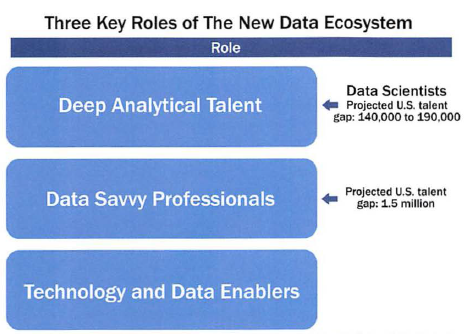 Three Key Roles of The New Data Ecosystem
Role
Deep Analytical Talent
Data Scientists
Projected U.S. talent
gap: 140,000 to 190,000
Data Savvy Professionals
Projected U.S. talent
gap: 1.5 million
Technology and Data Enablers